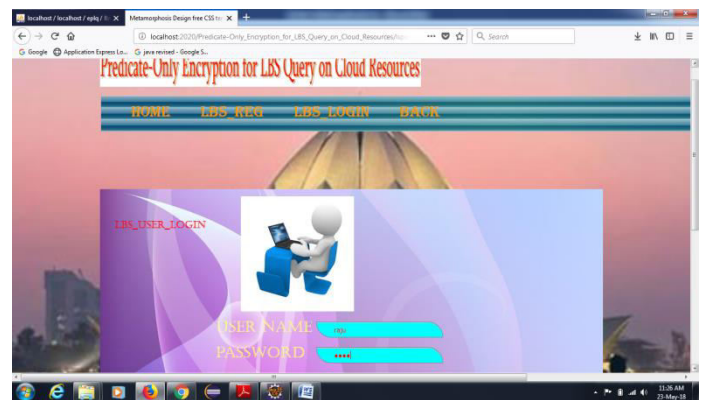 localhost / localhost / eplq /
Metamorphosis Design free CSS te
localhost:2020/Predicate-Only_Encryption_for_LBS_Query_on_Cloud_Resources/
Search
Google
Application Express Lo...
java revised - Google S...
Predicate-Only Encryption for LBS Query on Cloud Resources
HOME LBS_REG LBS_LOGIN BACK
LBS_USER_LOGIN
USER NAME
PASSWORD
11:26 AM
23-May-18